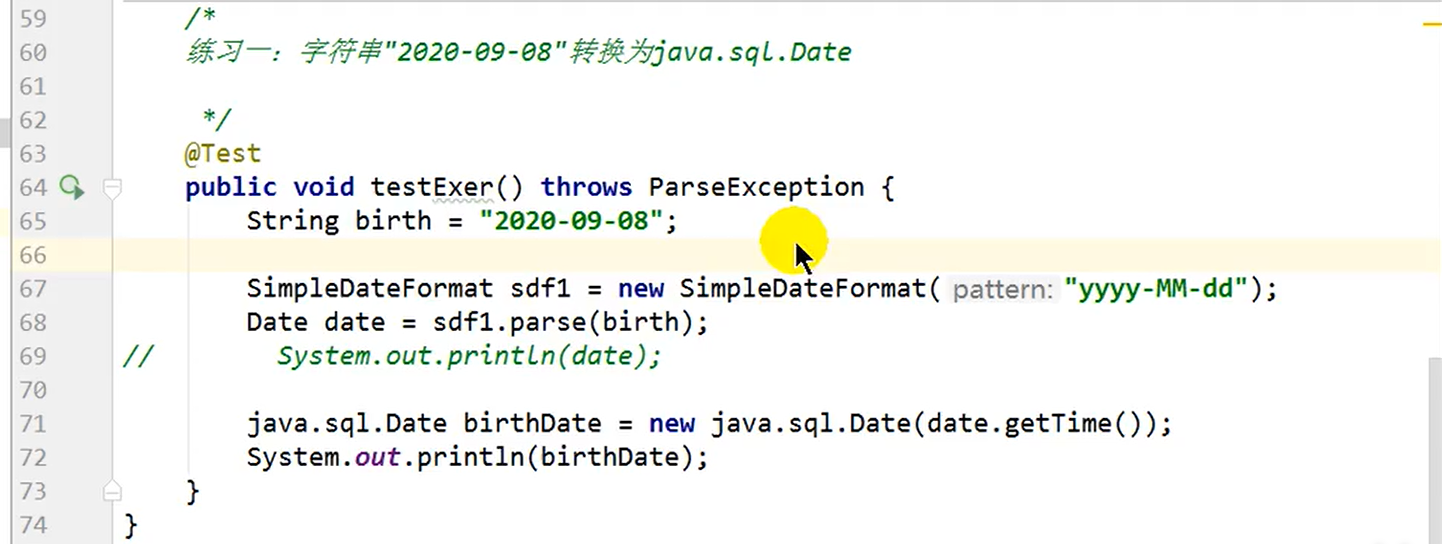 59 /*
60 练习一：字符串"2020-09-08"转换为java.sql.Date
61
62 */
63 @Test
64 public void testExer() throws ParseException {
65 String birth = "2020-09-08";
66
67 SimpleDateFormat sdf1 = new SimpleDateFormat( pattern: "yyyy-MM-dd");
68 Date date = sdf1.parse(birth);
69 // System.out.println(date);
70
71 java.sql.Date birthDate = new java.sql.Date(date.getTime());
72 System.out.println(birthDate);
73 }
74 }